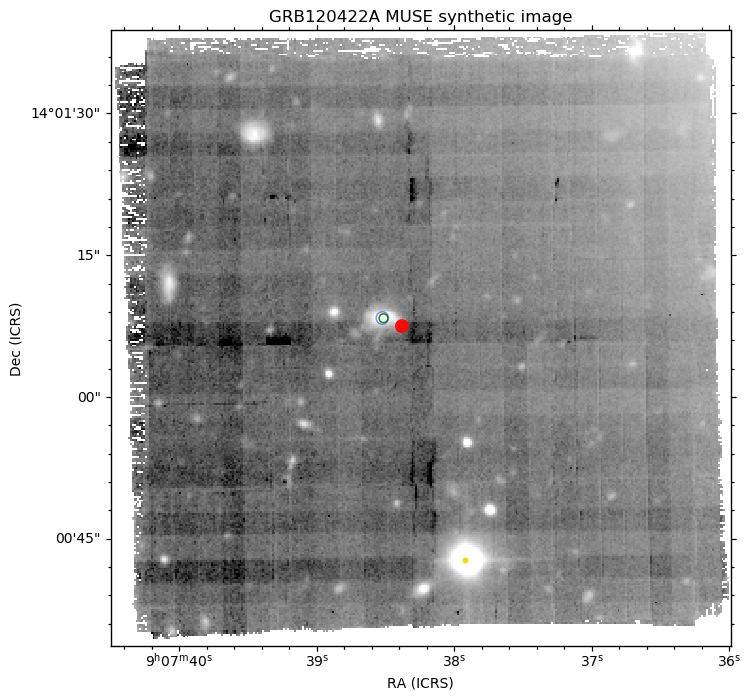 GRB120422A MUSE synthetic image
14°01'30"
15"
00"
00'45"
Dec (ICRS)
9ʰ07ᵐ40ˢ 39ˢ 38ˢ 37ˢ 36ˢ
RA (ICRS)